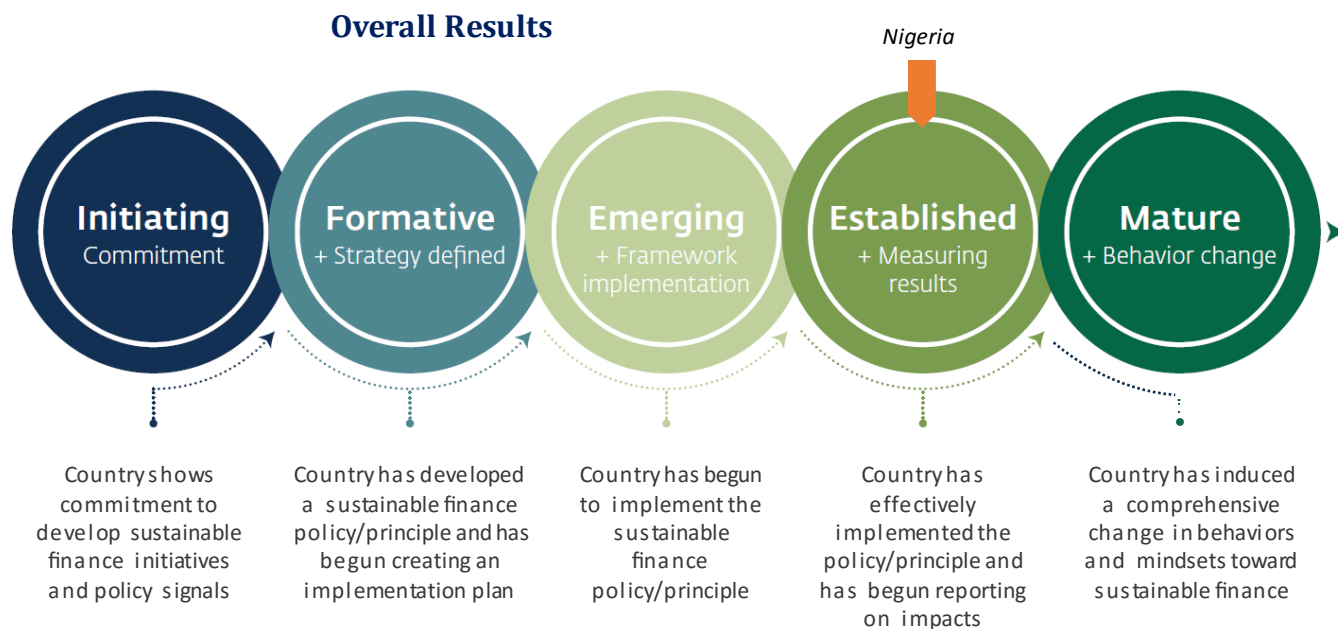 Overall Results
Nigeria
Initiating
Commitment
Formative
+ Strategy defined
Emerging
+ Framework
implementation
Established
+ Measuring
results
Mature
+ Behavior change
Country shows
commitment to
develop sustainable
finance initiatives
and policy signals
Country has developed
a sustainable finance
policy/principle and has
begun creating an
implementation plan
Country has begun
to implement the
sustainable
finance
policy/principle
Country has
effectively
implemented the
policy/principle and
has begun reporting
on impacts
Country has induced
a comprehensive
change in behaviors
and mindsets toward
sustainable finance